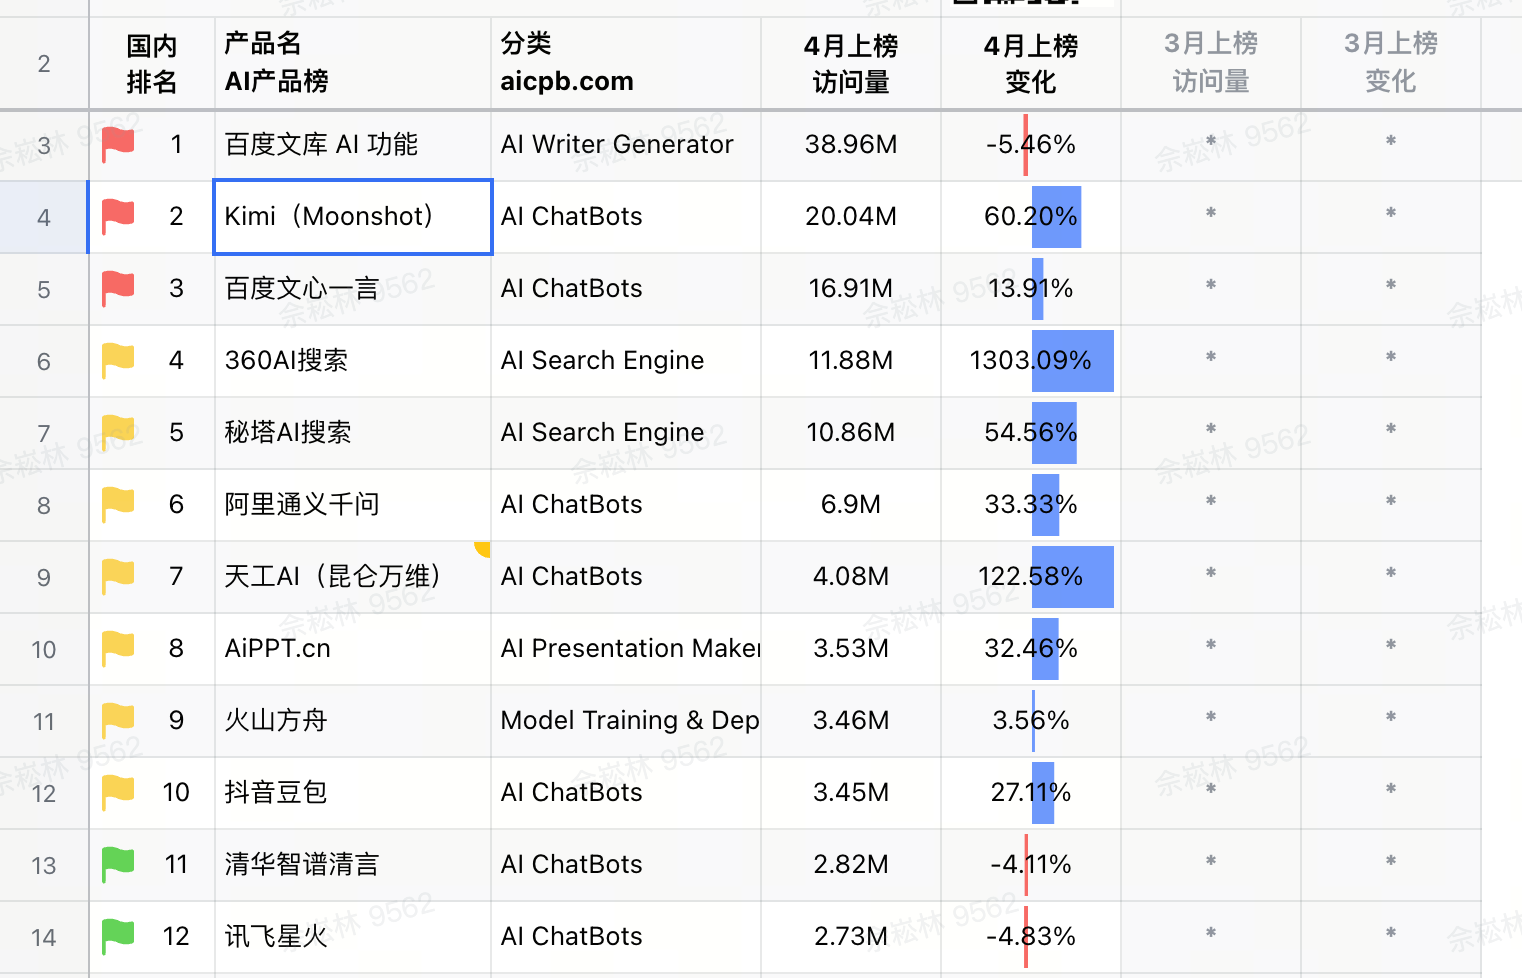 2 国内排名 产品名 AI产品榜 分类 aicpb.com 4月上榜访问量 4月上榜变化 3月上榜访问量 3月上榜变化
3 1 百度文库 AI 功能 AI Writer Generator 38.96M -5.46% * *
4 2 Kimi（Moonshot） AI ChatBots 20.04M 60.20% * *
5 3 百度文心一言 AI ChatBots 16.91M 13.91% * *
6 4 360AI搜索 AI Search Engine 11.88M 1303.09% * *
7 5 秘塔AI搜索 AI Search Engine 10.86M 54.56% * *
8 6 阿里通义千问 AI ChatBots 6.9M 33.33% * *
9 7 天工AI（昆仑万维） AI ChatBots 4.08M 122.58% * *
10 8 AiPPT.cn AI Presentation Maker 3.53M 32.46% * *
11 9 火山方舟 Model Training & Dep 3.46M 3.56% * *
12 10 抖音豆包 AI ChatBots 3.45M 27.11% * *
13 11 清华智谱清言 AI ChatBots 2.82M -4.11% * *
14 12 讯飞星火 AI ChatBots 2.73M -4.83% * *
佘崧林 9562